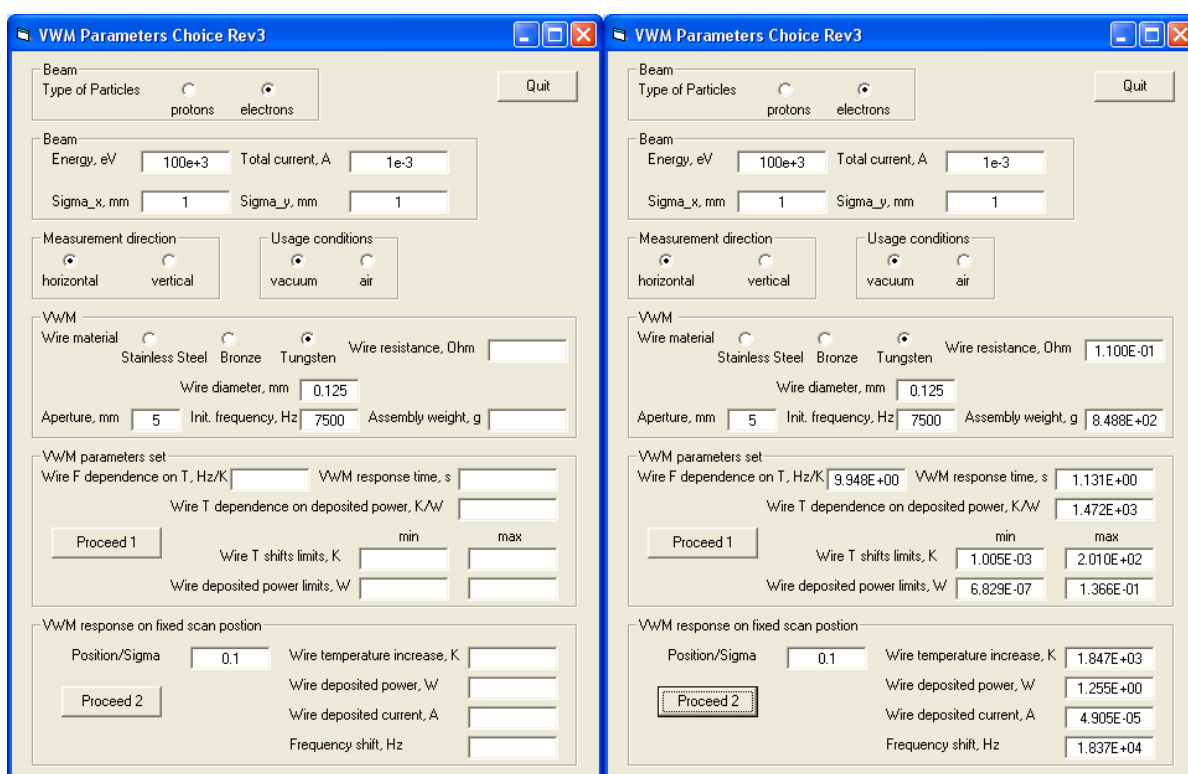 VWM Parameters Choice Rev3
Beam
Type of Particles
protons electrons
Quit
Beam
Energy, eV 100e+3 Total current, A 1e-3
Sigma_x, mm 1 Sigma_y, mm 1
Measurement direction
horizontal vertical
Usage conditions
vacuum air
VWM
Wire material
Stainless Steel Bronze Tungsten
Wire resistance, Ohm
Wire diameter, mm 0.125
Aperture, mm 5 Init. frequency, Hz 7500 Assembly weight, g
VWM parameters set
Wire F dependence on T, Hz/K VWM response time, s
Wire T dependence on deposited power, K/W
Proceed 1
min max
Wire T shifts limits, K
Wire deposited power limits, W
VWM response on fixed scan postion
Position/Sigma 0.1 Wire temperature increase, K
Wire deposited power, W
Proceed 2
Wire deposited current, A
Frequency shift, Hz
VWM Parameters Choice Rev3
Beam
Type of Particles
protons electrons
Quit
Beam
Energy, eV 100e+3 Total current, A 1e-3
Sigma_x, mm 1 Sigma_y, mm 1
Measurement direction
horizontal vertical
Usage conditions
vacuum air
VWM
Wire material
Stainless Steel Bronze Tungsten
Wire resistance, Ohm 1.100E-01
Wire diameter, mm 0.125
Aperture, mm 5 Init. frequency, Hz 7500 Assembly weight, g 8.488E+02
VWM parameters set
Wire F dependence on T, Hz/K 9.948E+00 VWM response time, s 1.131E+00
Wire T dependence on deposited power, K/W 1.472E+03
Proceed 1
min max
Wire T shifts limits, K 1.005E-03 2.010E+02
Wire deposited power limits, W 6.829E-07 1.366E-01
VWM response on fixed scan postion
Position/Sigma 0.1 Wire temperature increase, K 1.847E+03
Wire deposited power, W 1.255E+00
Proceed 2
Wire deposited current, A 4.905E-05
Frequency shift, Hz 1.837E+04